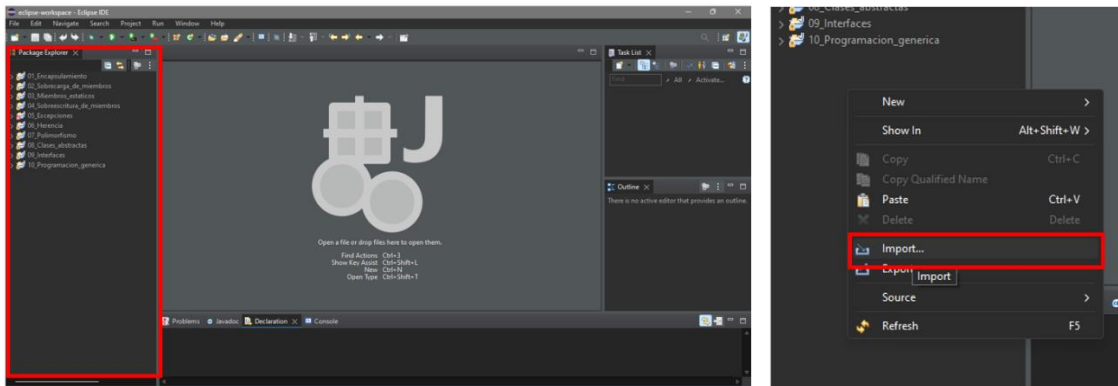 eclipse-workspace - Eclipse IDE
File Edit Navigate Search Project Run Window Help
Package Explorer
01_Encapsulamiento
02_Sobrecarga_de_miembros
03_Miembros_estaticos
04_Sobreescritura_de_miembros
05_Excepciones
06_Herencia
07_Polimorfismo
08_Clases_abstractas
09_Interfaces
10_Programacion_generica
Open a file or drop files here to open them.
Find Actions Ctrl+3
Show Key Assist Ctrl+Shift+L
New Ctrl+N
Open Type Ctrl+Shift+T
Task List
Find All Activate...
Outline
There is no active editor that provides an outline.
Problems Javadoc Declaration Console
08_Clases_abstractas
09_Interfaces
10_Programacion_generica
New
Show In Alt+Shift+W
Copy Ctrl+C
Copy Qualified Name
Paste Ctrl+V
Delete Delete
Import...
Export
Import
Source
Refresh F5